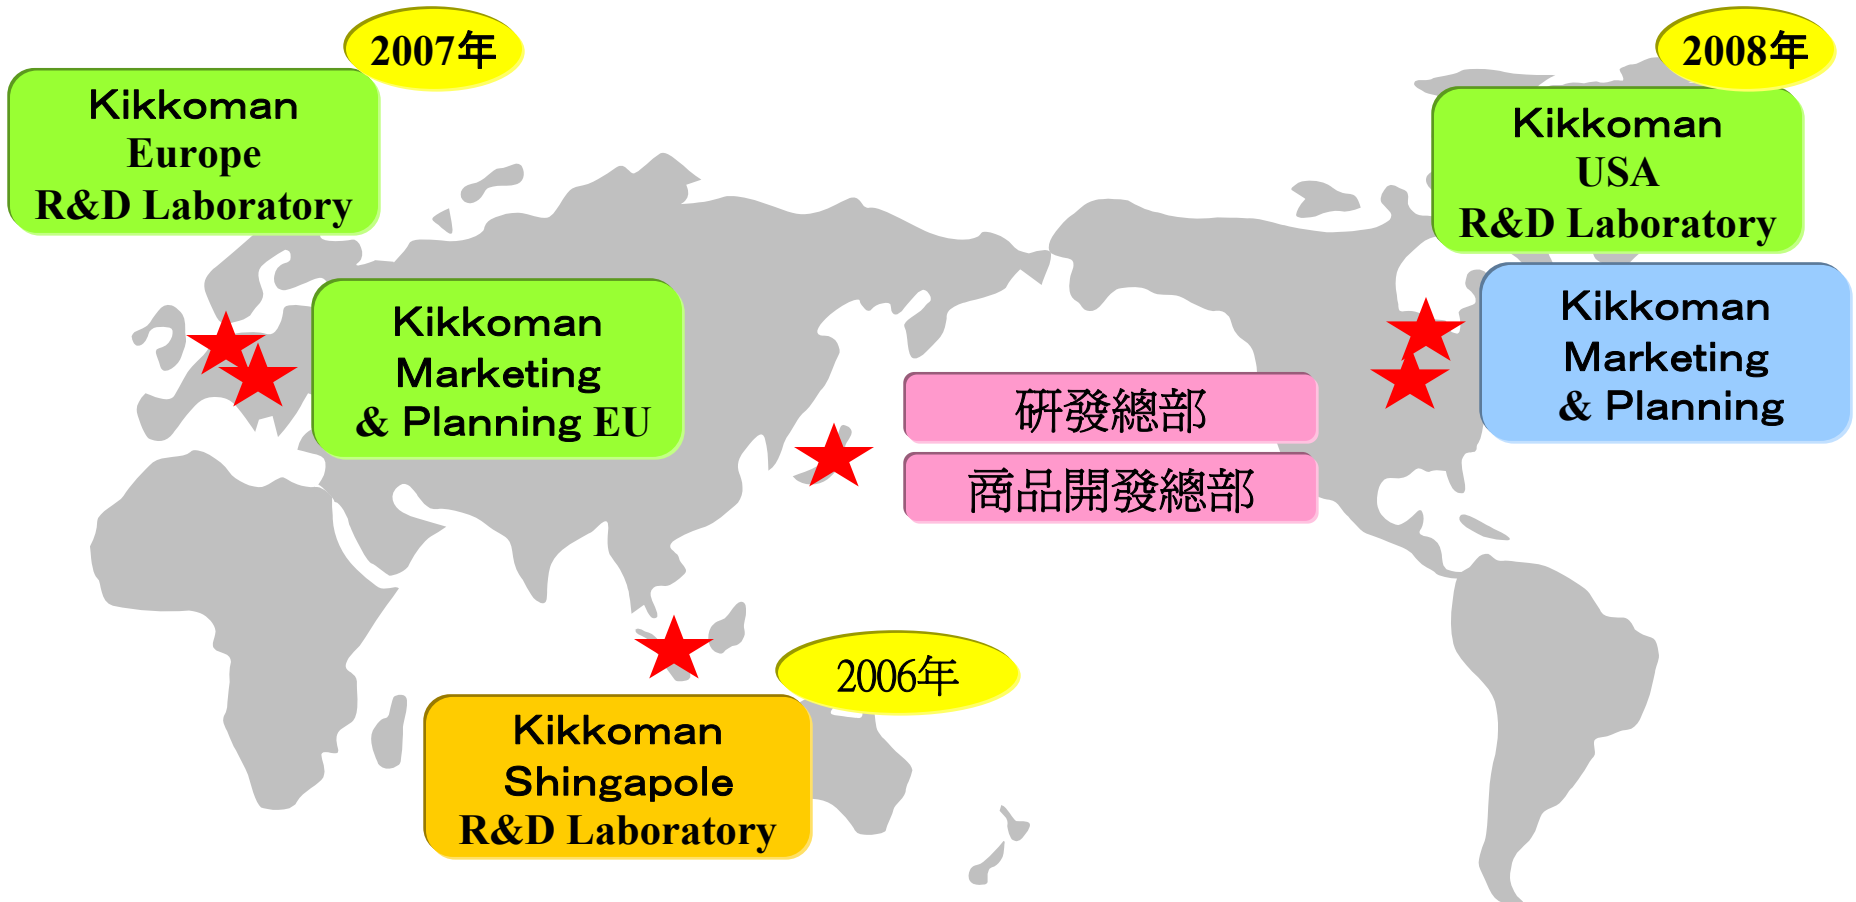 2007年
Kikkoman
Europe
R&D Laboratory
2008年
Kikkoman
USA
R&D Laboratory
Kikkoman
Marketing
& Planning EU
Kikkoman
Marketing
& Planning
研發總部
商品開發總部
2006年
Kikkoman
Shingapole
R&D Laboratory